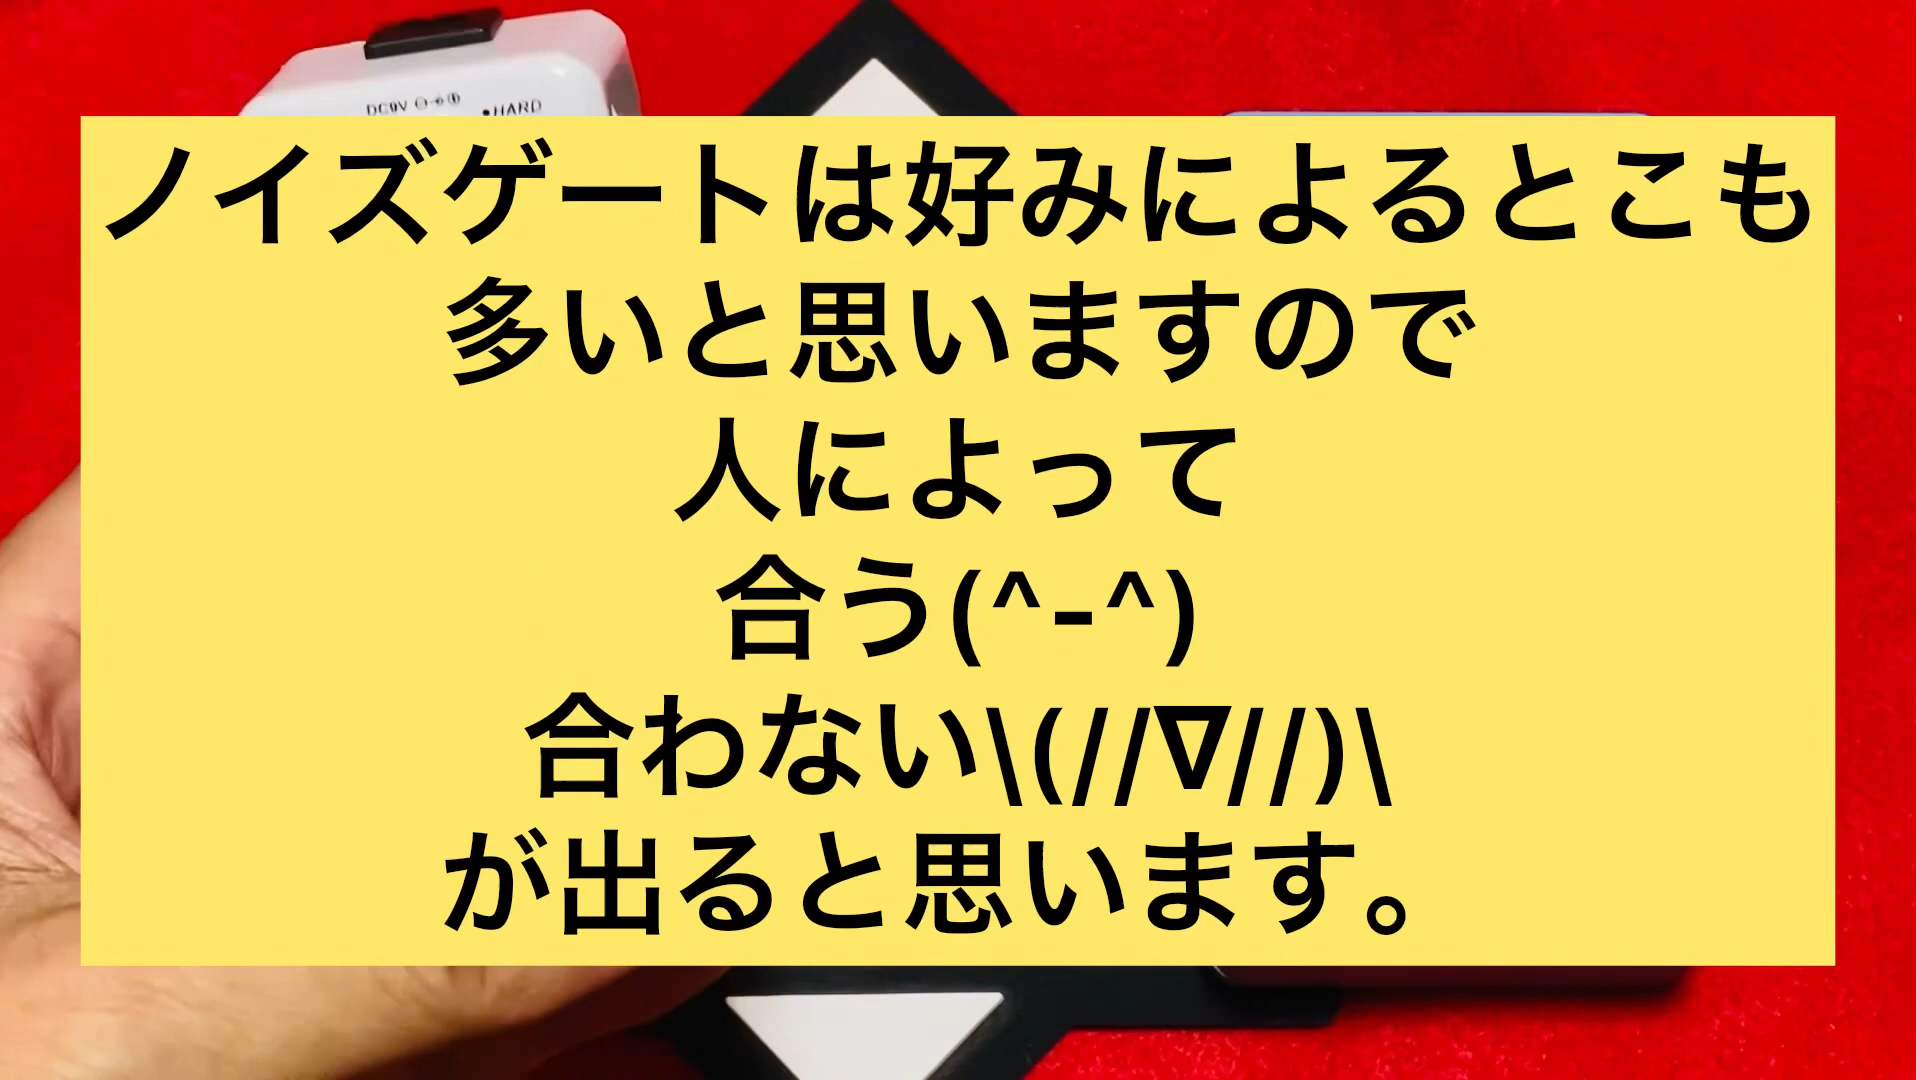 DC9V
•HARD
ノイズゲートは好みによるとこも
多いと思いますので
人によって
合う(^-^)
合わない\(//∇//)\
が出ると思います。